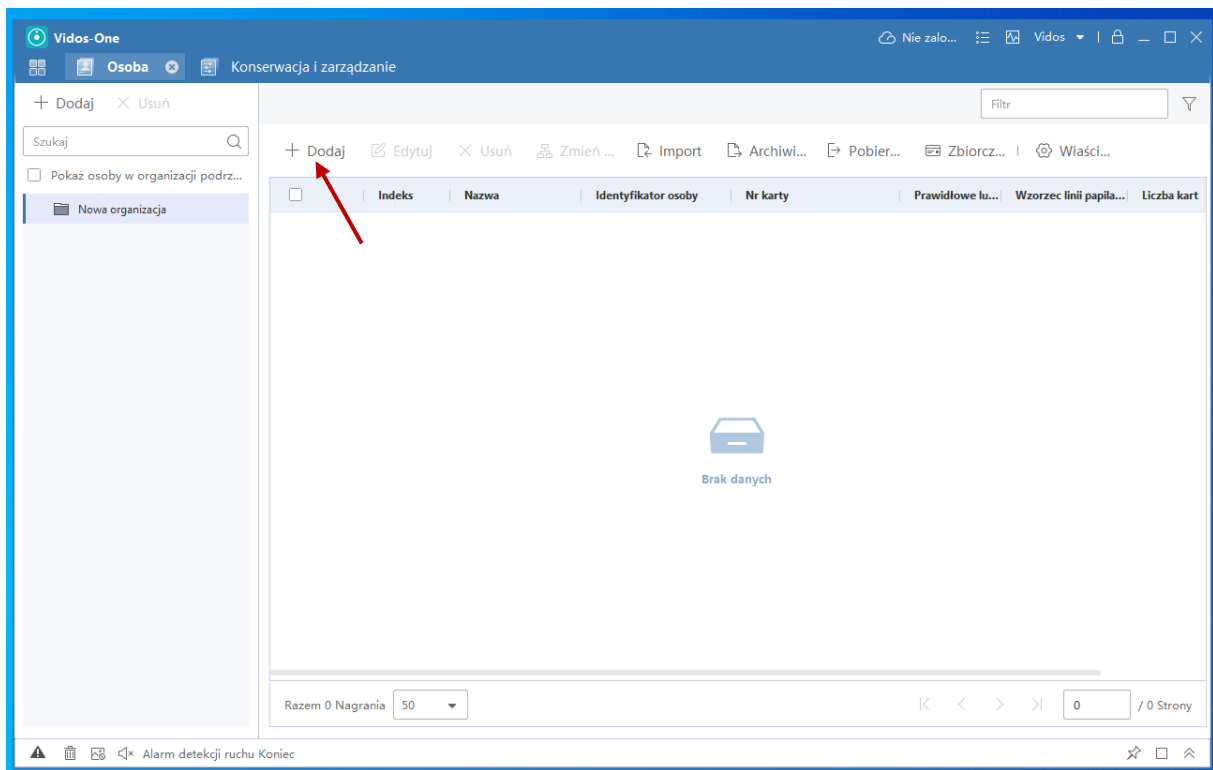 Vidos-One
Nie zalo... Vidos
Osoba Konserwacja i zarządzanie
Dodaj Usuń
Filtr
Szukaj
Dodaj Edytuj Usuń Zmień ... Import Archiwi... Pobier... Zbiorcz... Właści...
Pokaż osoby w organizacji podrz...
Indeks Nazwa Identyfikator osoby Nr karty Prawidłowe lu... Wzorzec linii papila... Liczba kart
Nowa organizacja
Brak danych
Razem 0 Nagrania 50 0 / 0 Strony
Alarm detekcji ruchu Koniec